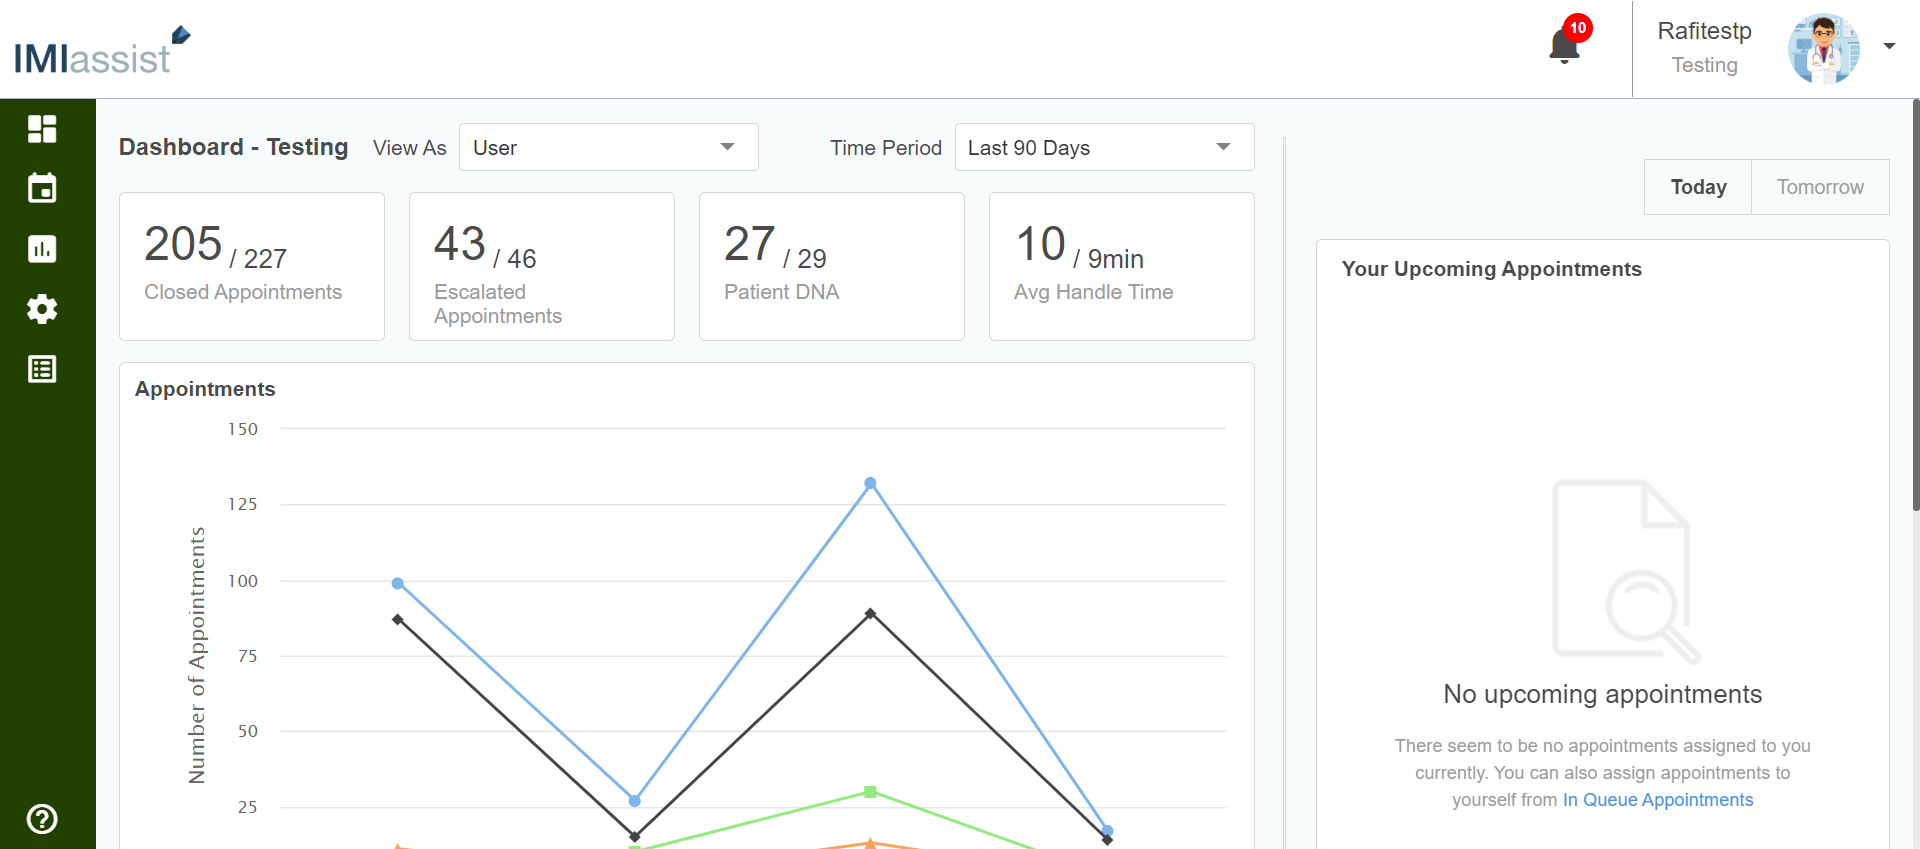 IMIassist
10
Rafitestp
Testing
Dashboard - Testing
View As
User
Time Period
Last 90 Days
Today
Tomorrow
205 / 227
Closed Appointments
43 / 46
Escalated
Appointments
27 / 29
Patient DNA
10 / 9min
Avg Handle Time
Your Upcoming Appointments
Appointments
150
125
100
75
50
25
Number of Appointments
No upcoming appointments
There seem to be no appointments assigned to you
currently. You can also assign appointments to
yourself from In Queue Appointments